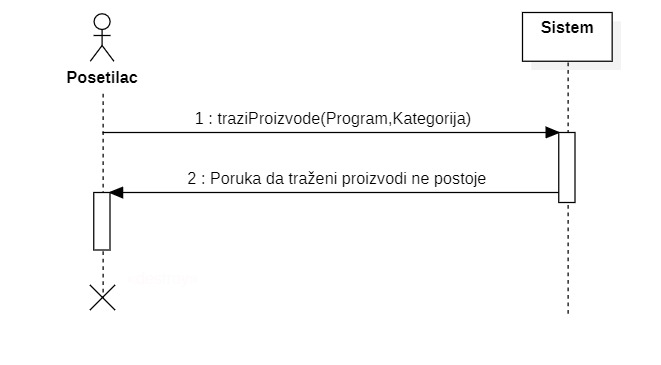 Posetilac
Sistem
1 : traziProizvode(Program,Kategorija)
2 : Poruka da traženi proizvodi ne postoje